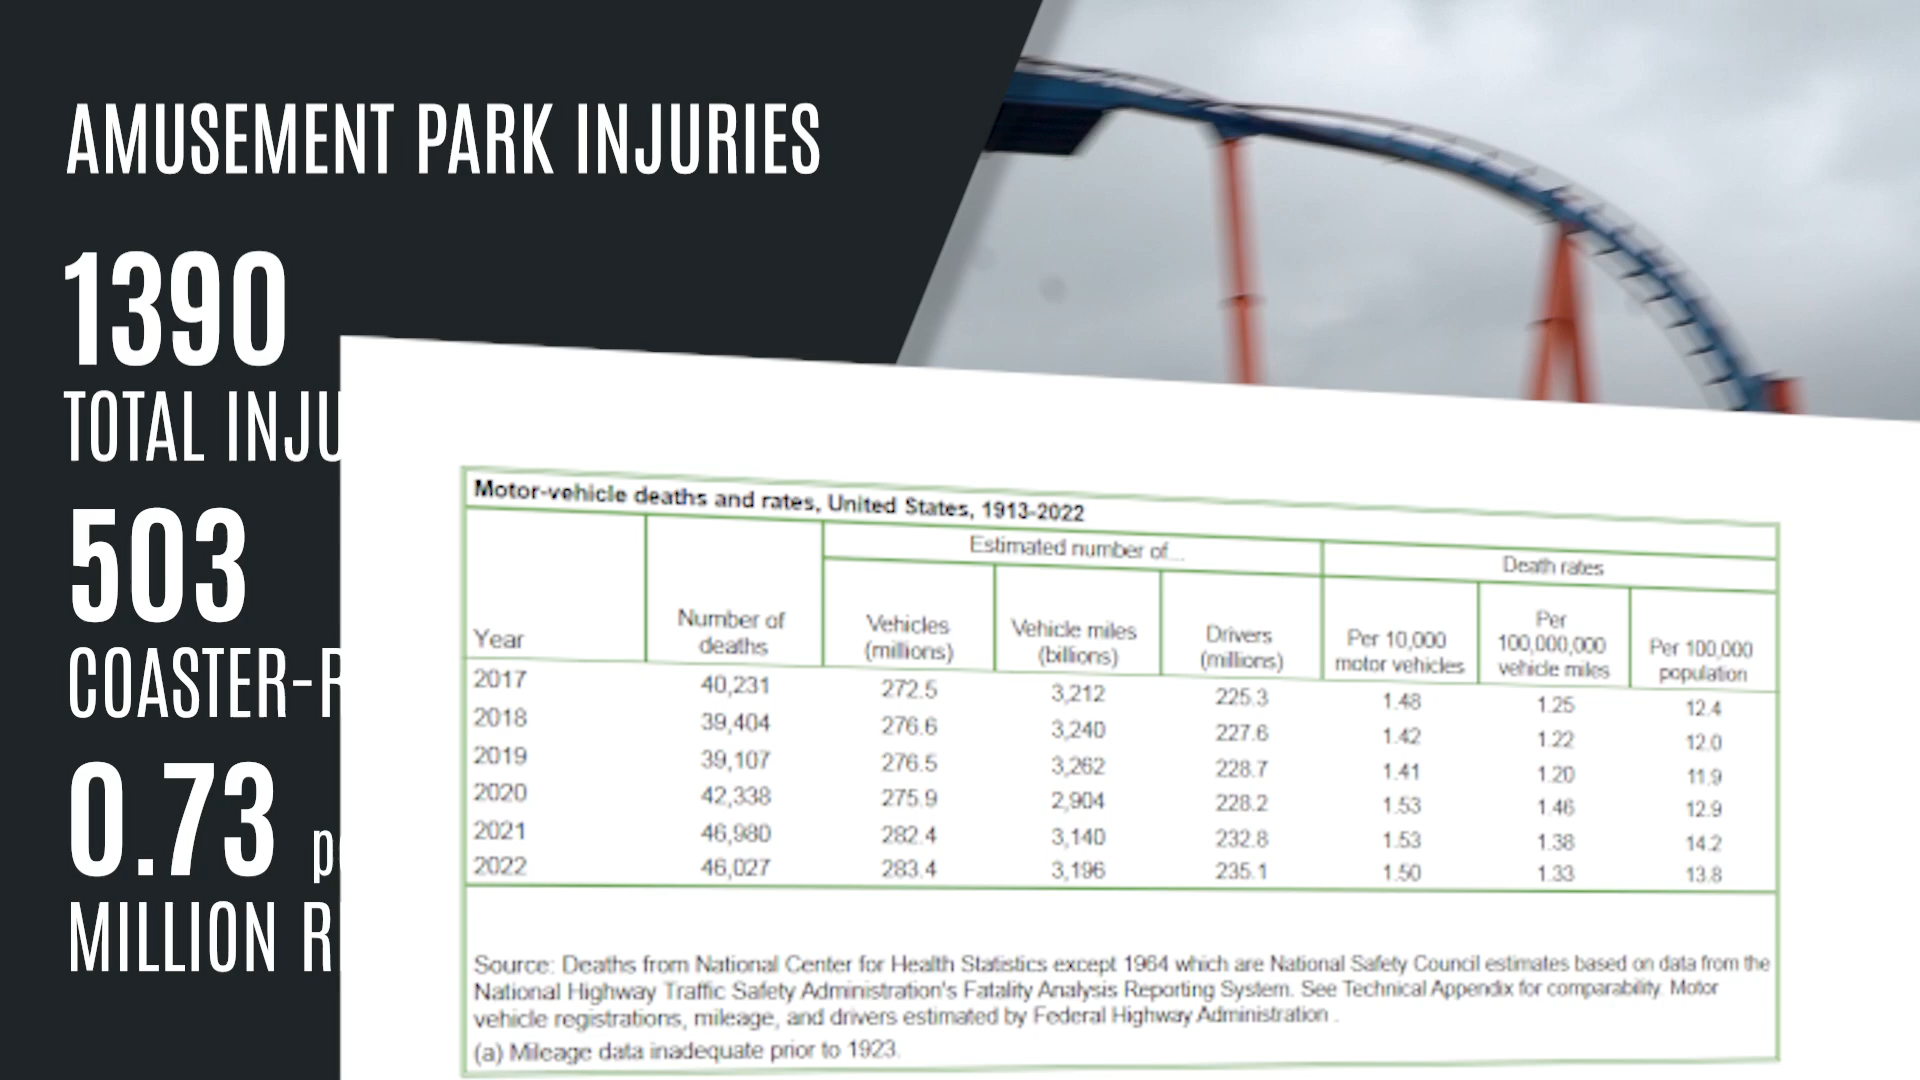 AMUSEMENT PARK INJURIES
1390
TOTAL INJU
503
COASTER-R
0.73 p
MILLION R
Motor-vehicle deaths and rates, United States, 1913-2022
Estimated number of...
Death rates
Year
Number of deaths
Vehicles (millions)
Vehicle miles (billions)
Drivers (millions)
Per 10,000 motor vehicles
Per 100,000,000 vehicle miles
Per 100,000 population
2017 40,231 272.5 3,212 225.3 1.48 1.25 12.4
2018 39,404 276.6 3,240 227.6 1.42 1.22 12.0
2019 39,107 276.5 3,262 228.7 1.41 1.20 11.9
2020 42,338 275.9 2,904 228.2 1.53 1.46 12.9
2021 46,980 282.4 3,140 232.8 1.53 1.38 14.2
2022 46,027 283.4 3,196 235.1 1.50 1.33 13.8
Source: Deaths from National Center for Health Statistics except 1964 which are National Safety Council estimates based on data from the
National Highway Traffic Safety Administration's Fatality Analysis Reporting System. See Technical Appendix for comparability. Motor
vehicle registrations, mileage, and drivers estimated by Federal Highway Administration .
(a) Mileage data inadequate prior to 1923.